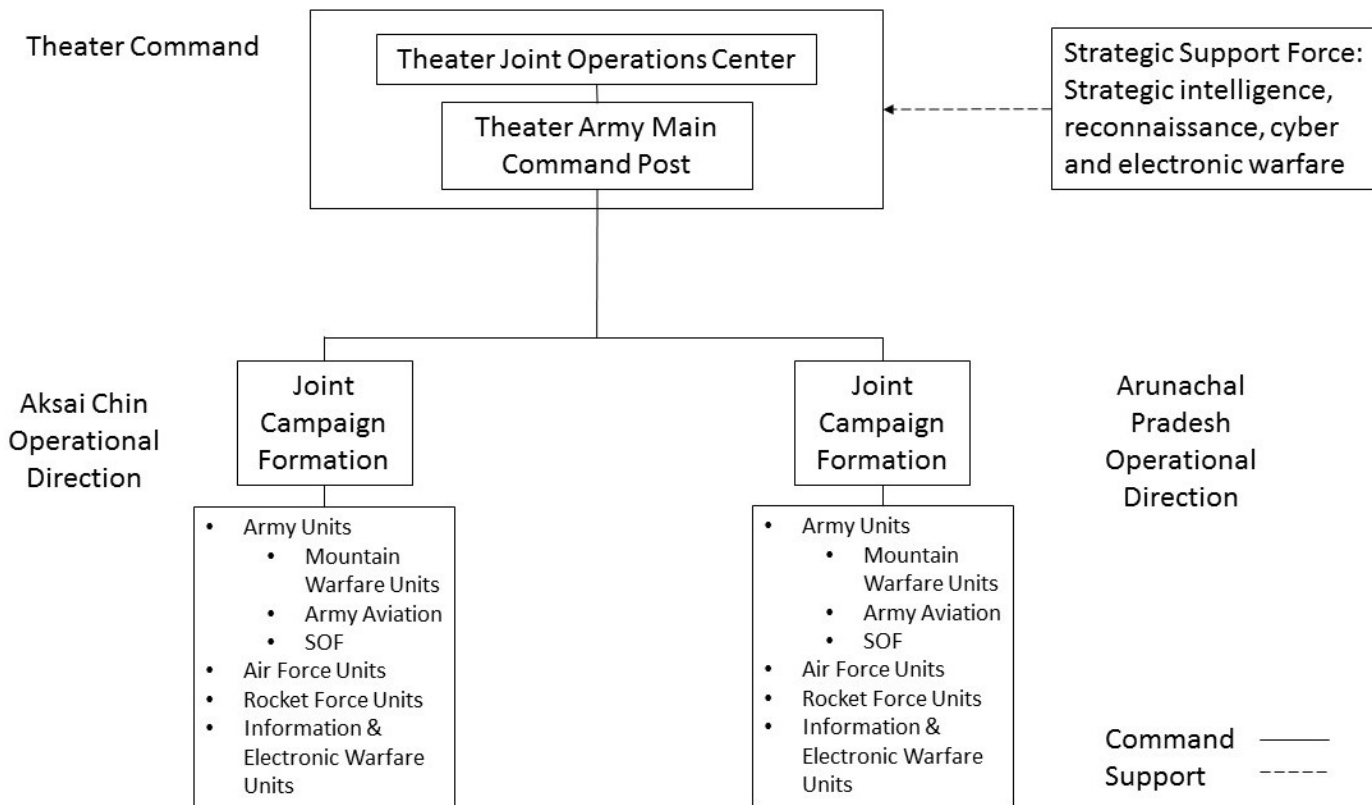 Theater Command
Theater Joint Operations Center
Theater Army Main
Command Post
Strategic Support Force:
Strategic intelligence,
reconnaissance, cyber
and electronic warfare
Aksai Chin
Operational
Direction
Joint
Campaign
Formation
• Army Units
• Mountain
Warfare Units
• Army Aviation
• SOF
• Air Force Units
• Rocket Force Units
• Information &
Electronic Warfare
Units
Joint
Campaign
Formation
• Army Units
• Mountain
Warfare Units
• Army Aviation
• SOF
• Air Force Units
• Rocket Force Units
• Information &
Electronic Warfare
Units
Arunachal
Pradesh
Operational
Direction
Command
Support